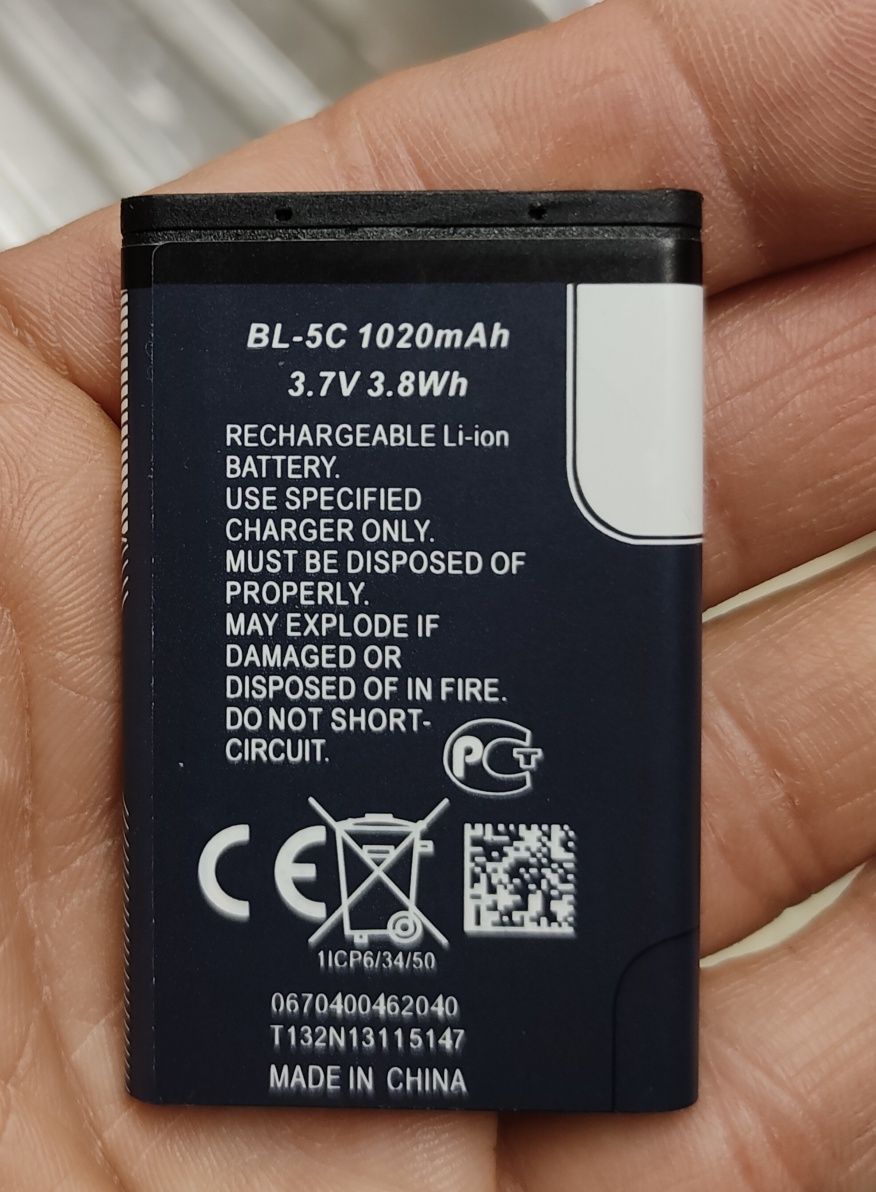 BL-5C 1020mAh
3.7V 3.8Wh
RECHARGEABLE Li-ion
BATTERY.
USE SPECIFIED
CHARGER ONLY.
MUST BE DISPOSED OF
PROPERLY.
MAY EXPLODE IF
DAMAGED OR
DISPOSED OF IN FIRE.
DO NOT SHORT-
CIRCUIT.
PCT
CE
1ICP6/34/50
0670400462040
T132N13115147
MADE IN CHINA